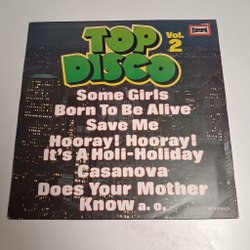 TOP
Vol.
2
DISCO
Some Girls
Born To Be Alive
Save Me
Hooray! Hooray!
It's A Holi-Holiday
Casanova
Does Your Mother
Know a. o.
STEREO